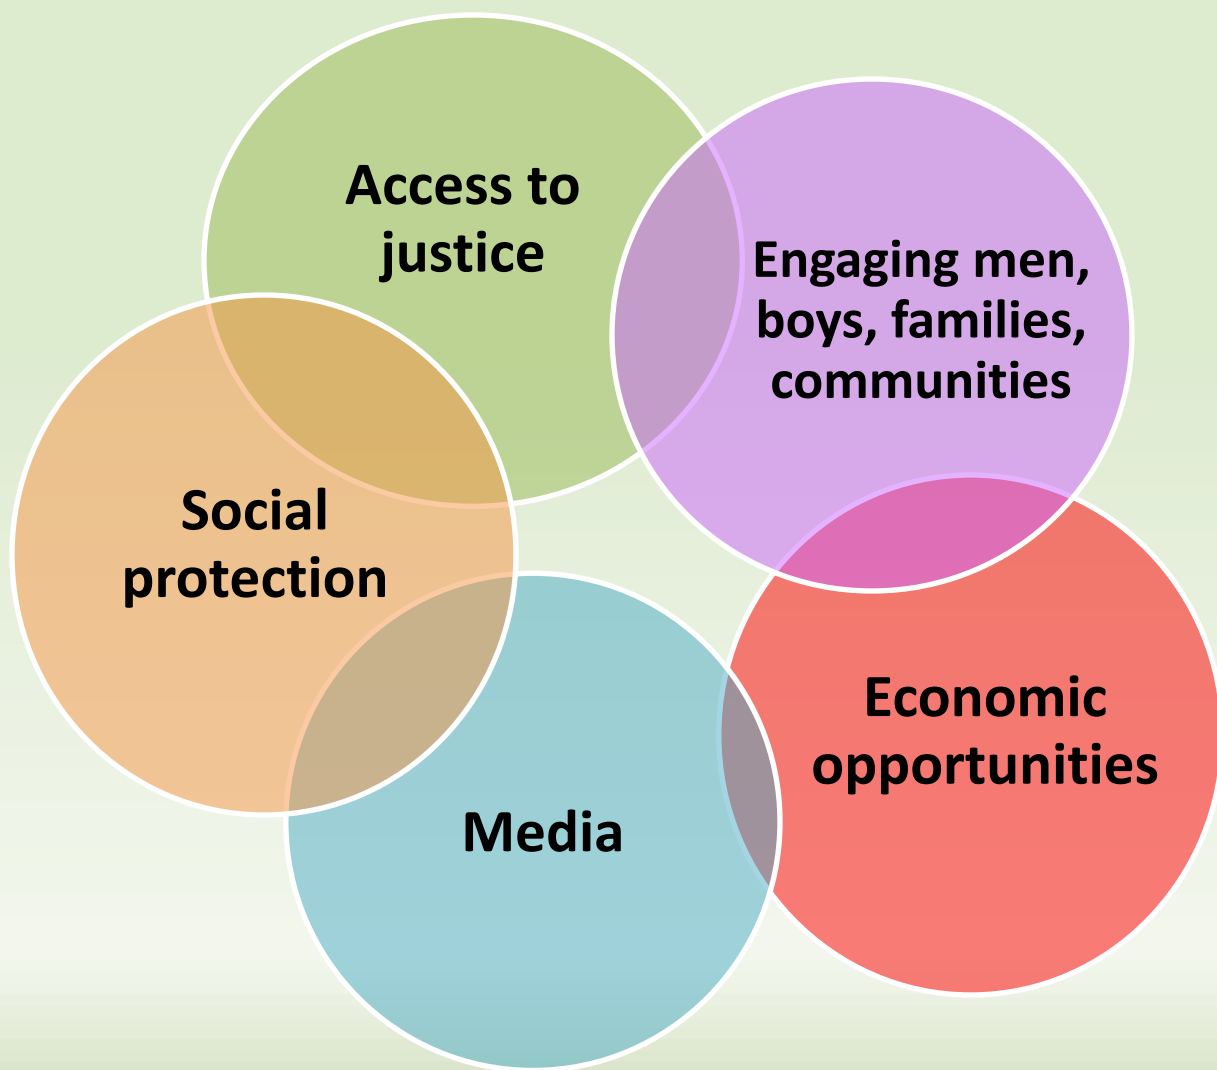 Access to
justice
Engaging men,
boys, families,
communities
Social
protection
Economic
opportunities
Media